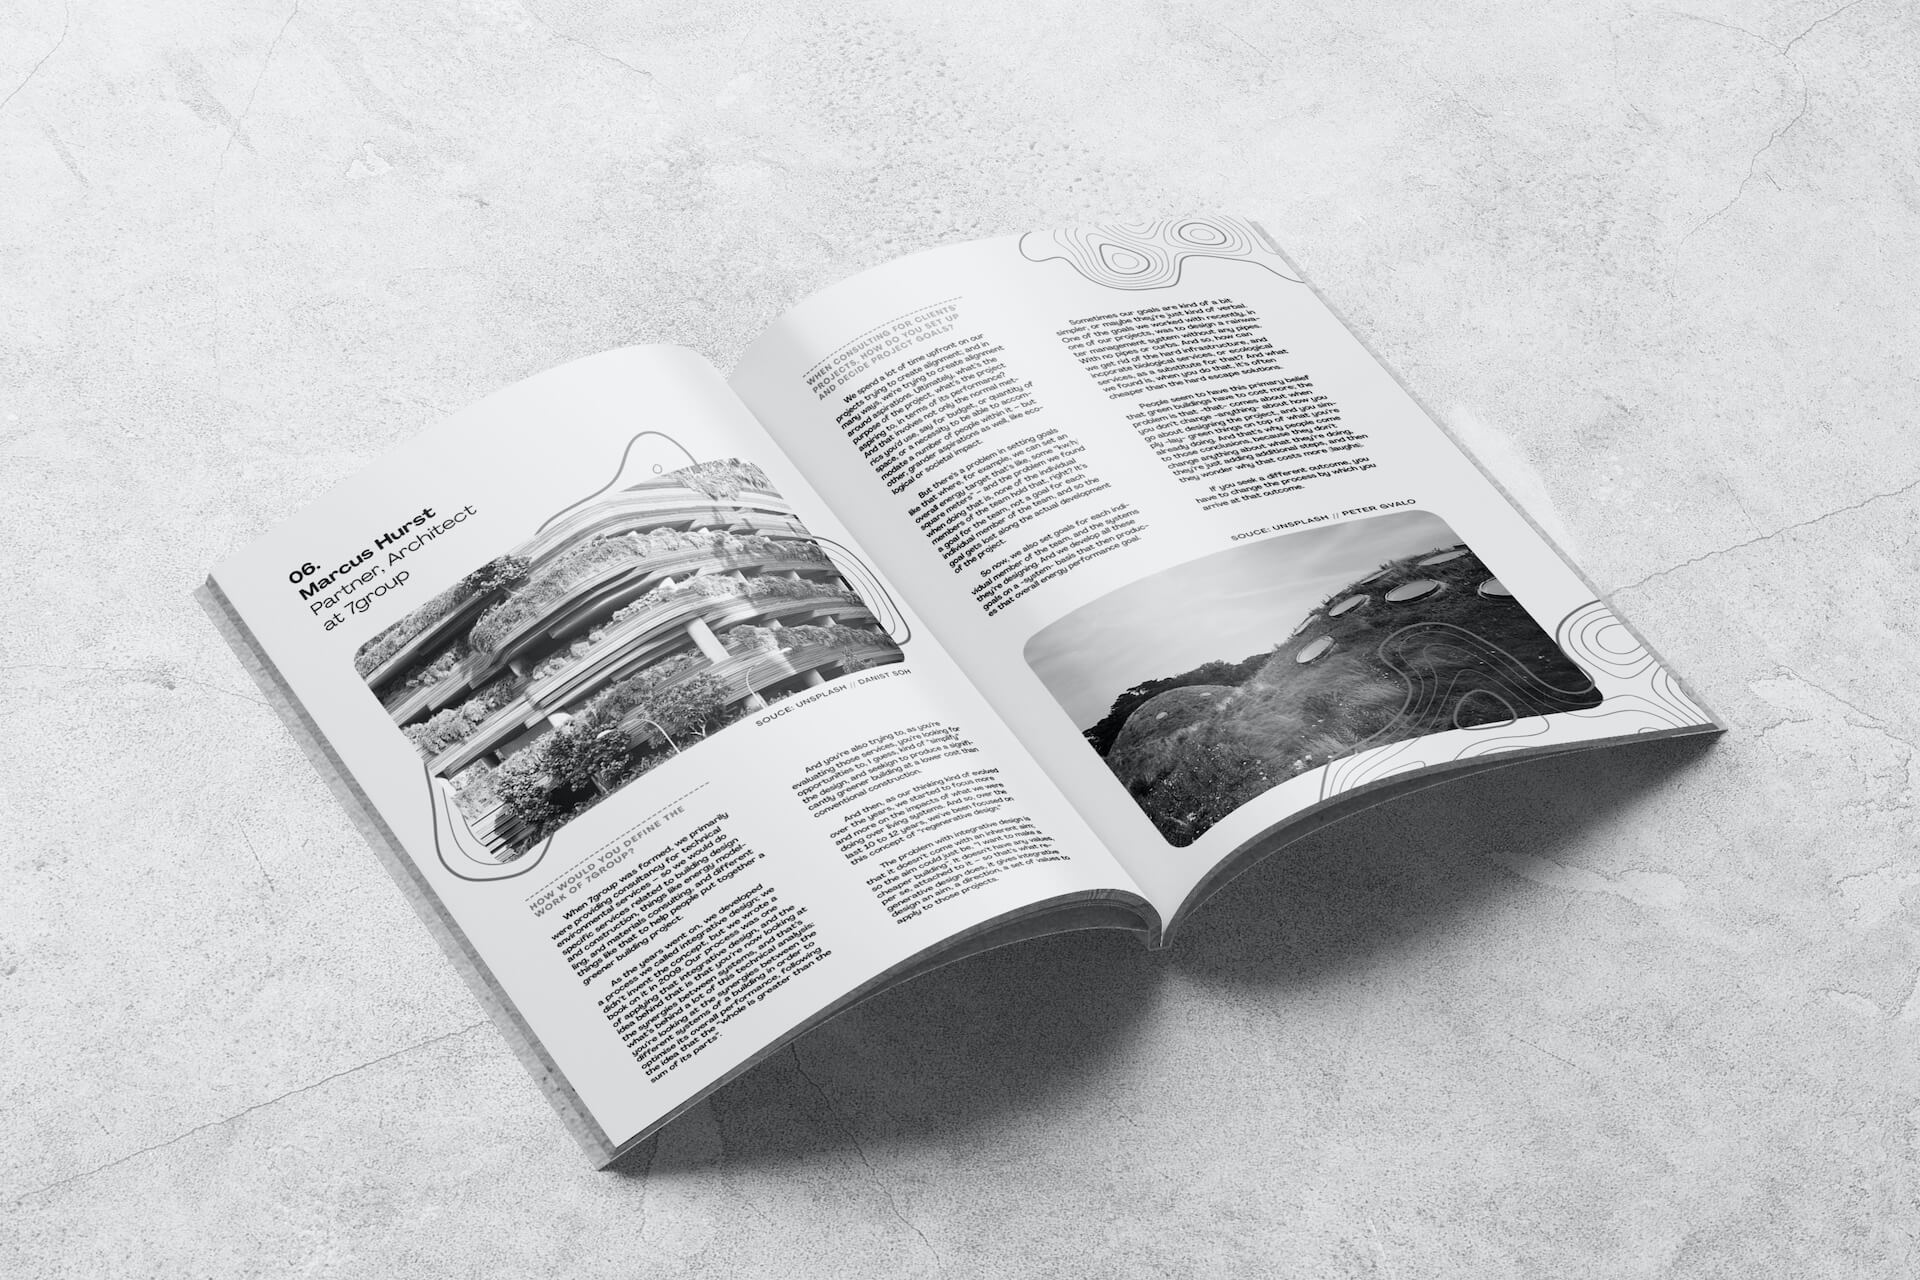 06.
Marcus Hurst
Partner, Architect
at 7group
SOUCE: UNSPLASH // DANIST SOH
HOW WOULD YOU DEFINE THE
WORK OF 7GROUP?
When 7group was formed, we primarily
were providing consultancy for technical
environmental services – so we would do
specific services related to building design
and construction, things like energy model-
ling, and materials consulting, and different
things like that to help people put together a
greener building project.
As the years went on, we developed
a process we called integrative design; we
didn't invent the concept, but we wrote a
book on it in 2009. Our process was one
of applying that integrative design, and the
idea behind that is that you're now looking at
the synergies between systems, and that's
what's behind a lot of this technical analysis;
you're looking at the synergies between the
different systems of a building in order to
optimise its overall performance, following
the idea that the "whole is greater than the
sum of its parts".
And you're also trying to, as you're
evaluating those services, you're looking for
opportunities to, I guess, kind of "simplify"
the design, and seekign to produce a signifi-
cantly greener building at a lower cost than
conventional construction.
And then, as our thinking kind of evolved
over the years, we started to focus more
and more on the impacts of what we were
doing over living systems. And so, over the
last 10 to 12 years, we've been focused on
this concept of "regenerative design."
The problem with integrative design is
that it doesn't come with an inherent aim;
so the aim could just be, "I want to make a
cheaper building". It doesn't have any values,
per se, attached to it – so that's what re-
generative design does, it gives integrative
design an aim, a direction, a set of values to
apply to those projects.
WHEN CONSULTING FOR CLIENTS'
PROJECTS, HOW DO YOU SET UP
AND DECIDE PROJECT GOALS?
We spend a lot of time upfront on our
projects trying to create alignment; and in
many ways, we're trying to create alignment
around aspirations. Ultimately, what's the
purpose of the project, what's the project
aspiring to, in terms of its performance?
And that involves not only the normal met-
rics you'd use, say for budget, or quantity of
space, or a necessity to be able to accom-
modate a number of people within it – but
other, grander aspirations as well, like eco-
logical or societal impact.
But there's a problem in setting goals
like that where, for example, we can set an
overall energy target that's like, some "kw/h/
square meters" – and the problem we found
when doing that is, none of the individual
members of the team hold that, right? It's
a goal for the team, not a goal for each
individual member of the team, and so the
goal gets lost along the actual development
of the project.
So now, we also set goals for each indi-
vidual member of the team, and the systems
they're designing. And we develop all these
goals on a -system- basis that then produc-
es that overall energy performance goal.
Sometimes our goals are kind of a bit
simpler, or maybe they're just kind of verbal.
One of the goals we worked with recently, in
one of our projects, was to design a rainwa-
ter management system without any pipes.
With no pipes or curbs. And so, how can
we get rid of the hard infrastructure, and
incporate biological services, or ecological
services, as a substitute for that? And what
we found is, when you do that, it's often
cheaper than the hard escape solutions.
People seem to have this primary belief
that green buildings have to cost more; the
problem is that -that- comes about when
you don't change -anything- about how you
go about designing the project, and you sim-
ply -lay- green things on top of what you're
already doing. And that's why people come
to those conclusions, because they don't
change anything about what they're doing,
they're just adding additional steps, and then
they wonder why that costs more (laughs).
If you seek a different outcome, you
have to change the process by which you
arrive at that outcome.
SOUCE: UNSPLASH // PETER GVALO